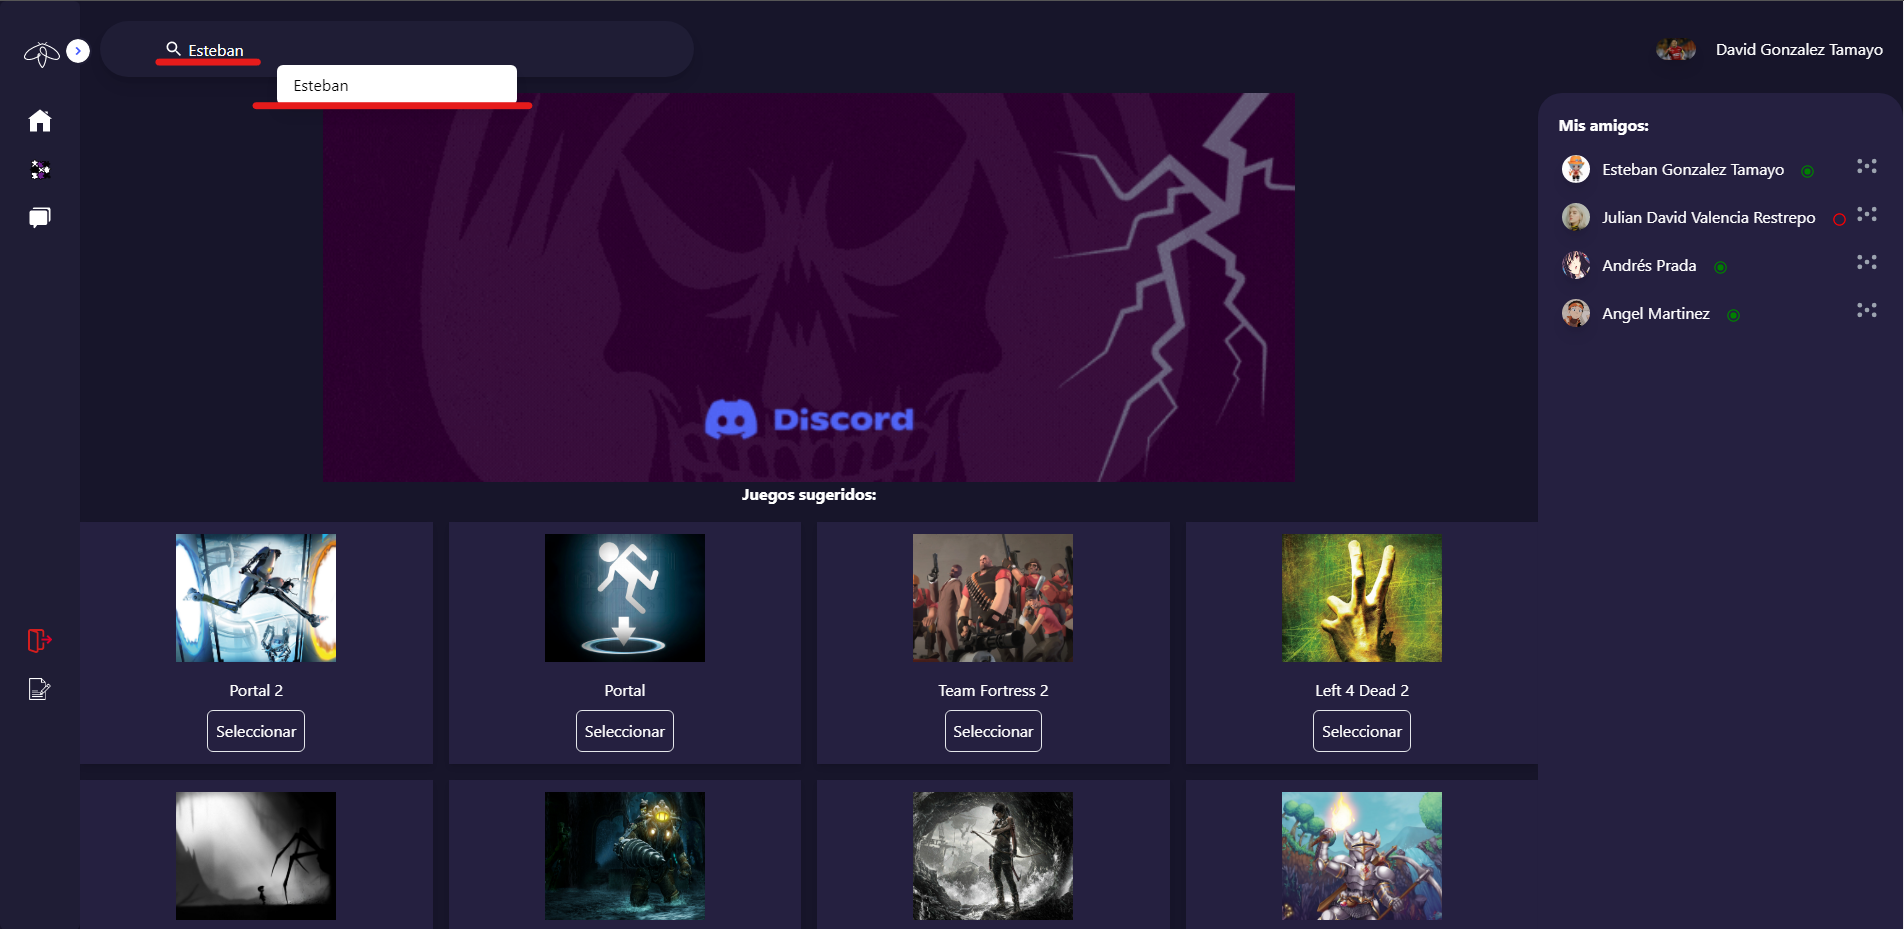 Esteban
David Gonzalez Tamayo
Esteban
Mis amigos:
Esteban Gonzalez Tamayo
Julian David Valencia Restrepo
Andrés Prada
Angel Martinez
Discord
Juegos sugeridos:
Portal 2
Portal
Team Fortress 2
Left 4 Dead 2
Seleccionar
Seleccionar
Seleccionar
Seleccionar